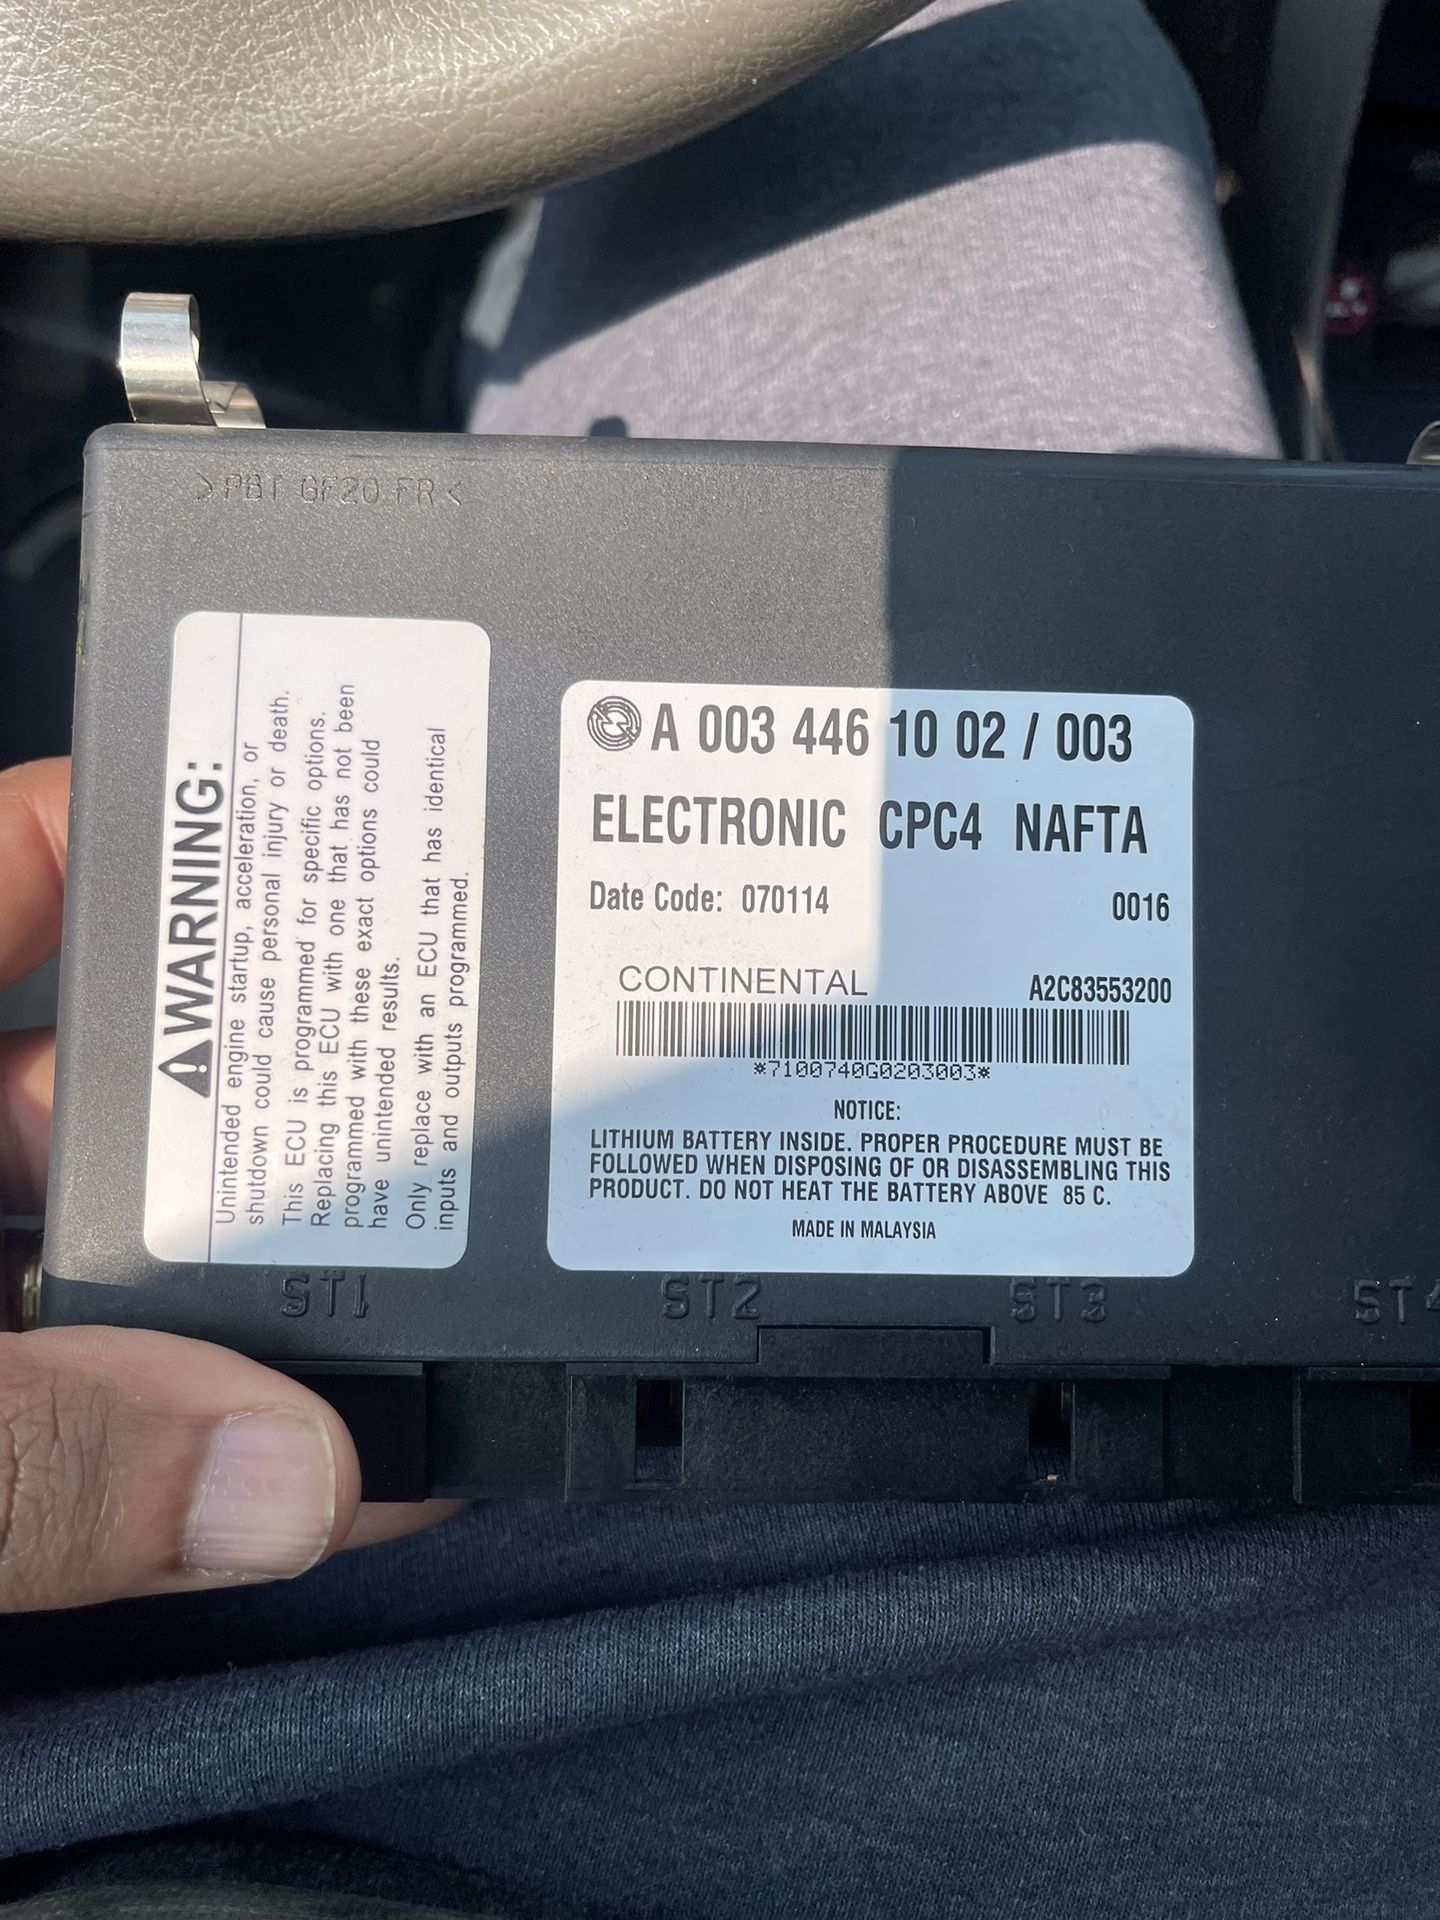 >PBT GF20 FR<
⚠WARNING:
Unintended engine startup, acceleration, or
shutdown could cause personal injury or death.
This ECU is programmed for specific options.
Replacing this ECU with one that has not been
programmed with these exact options could
have unintended results.
Only replace with an ECU that has identical
inputs and outputs programmed.
A 003 446 10 02 / 003
ELECTRONIC CPC4 NAFTA
Date Code: 070114 0016
CONTINENTAL A2C83553200
*7100740G0203003*
NOTICE:
LITHIUM BATTERY INSIDE. PROPER PROCEDURE MUST BE
FOLLOWED WHEN DISPOSING OF OR DISASSEMBLING THIS
PRODUCT. DO NOT HEAT THE BATTERY ABOVE 85 C.
MADE IN MALAYSIA
ST1 ST2 ST3 ST4